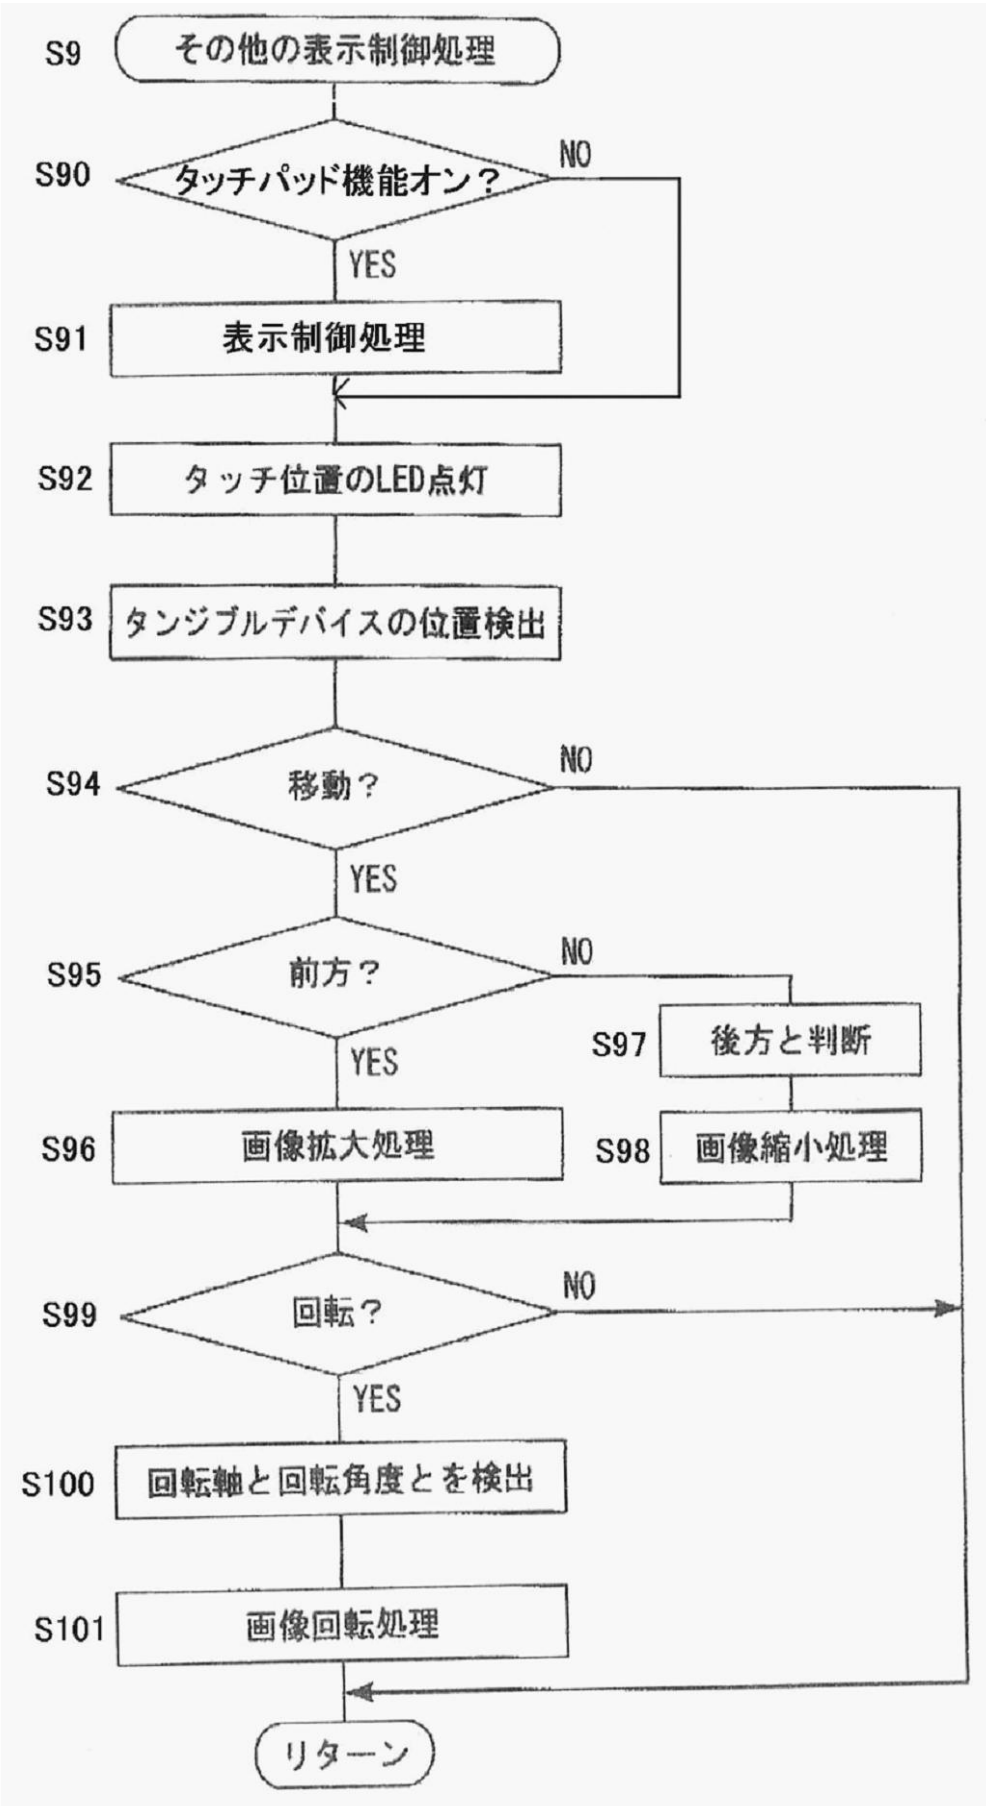 S9 その他の表示制御処理
S90 タッチパッド機能オン？ NO
YES
S91 表示制御処理
S92 タッチ位置のLED点灯
S93 タンジブルデバイスの位置検出
S94 移動？ NO
YES
S95 前方？ NO
S97 後方と判断
YES
S96 画像拡大処理
S98 画像縮小処理
S99 回転？ NO
YES
S100 回転軸と回転角度とを検出
S101 画像回転処理
リターン